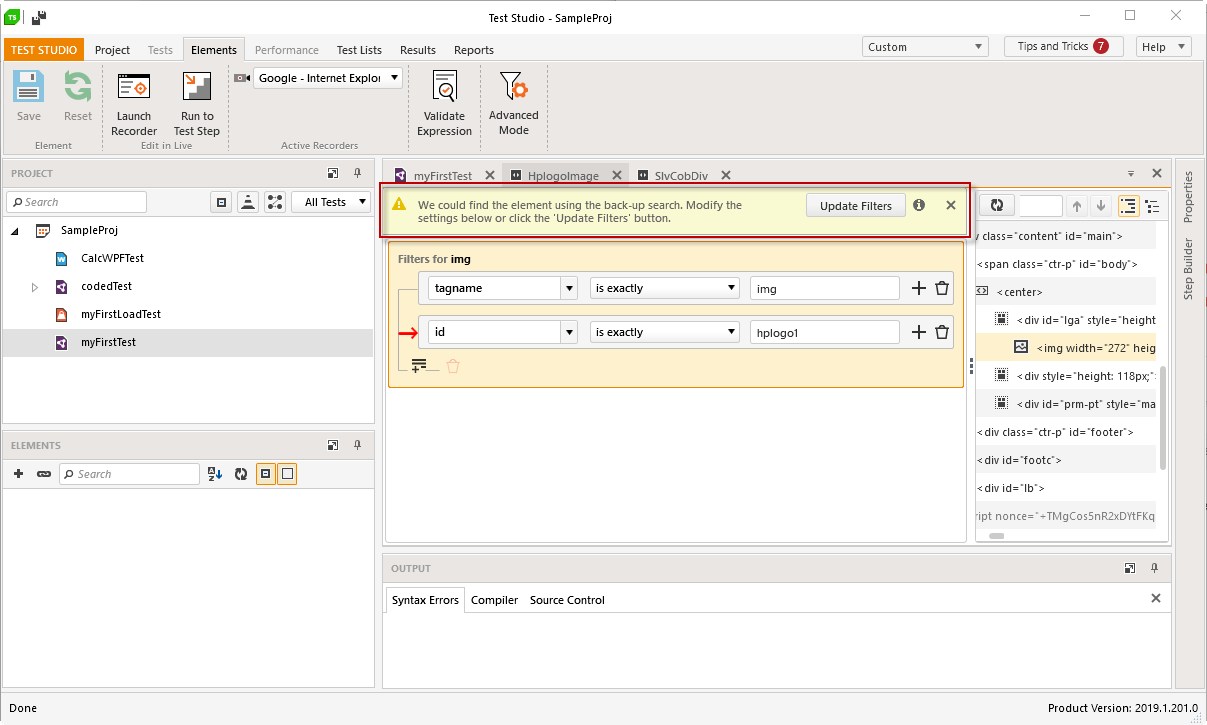 TS
Test Studio - SampleProj
TEST STUDIO Project Tests Elements Performance Test Lists Results Reports
Custom
Tips and Tricks 7
Help
Save
Reset
Launch
Recorder
Run to
Test Step
Google - Internet Explor
Validate
Expression
Advanced
Mode
Element
Edit in Live
Active Recorders
PROJECT
Search
All Tests
SampleProj
CalcWPFTest
codedTest
myFirstLoadTest
myFirstTest
ELEMENTS
Search
myFirstTest
HplogoImage
SlvCobDiv
We could find the element using the back-up search. Modify the
settings below or click the 'Update Filters' button.
Update Filters
Filters for img
tagname is exactly img
id is exactly hplogo1
class="content" id="main">
<span class="ctr-p" id="body">
<center>
<div id="lga" style="height
<img width="272" heig
<div style="height: 118px;"
<div id="prm-pt" style="ma
<div class="ctr-p" id="footer">
<div id="footc">
<div id="lb">
ript nonce="+TMgCos5nR2xDYtFKq
Properties
Step Builder
OUTPUT
Syntax Errors Compiler Source Control
Done
Product Version: 2019.1.201.0